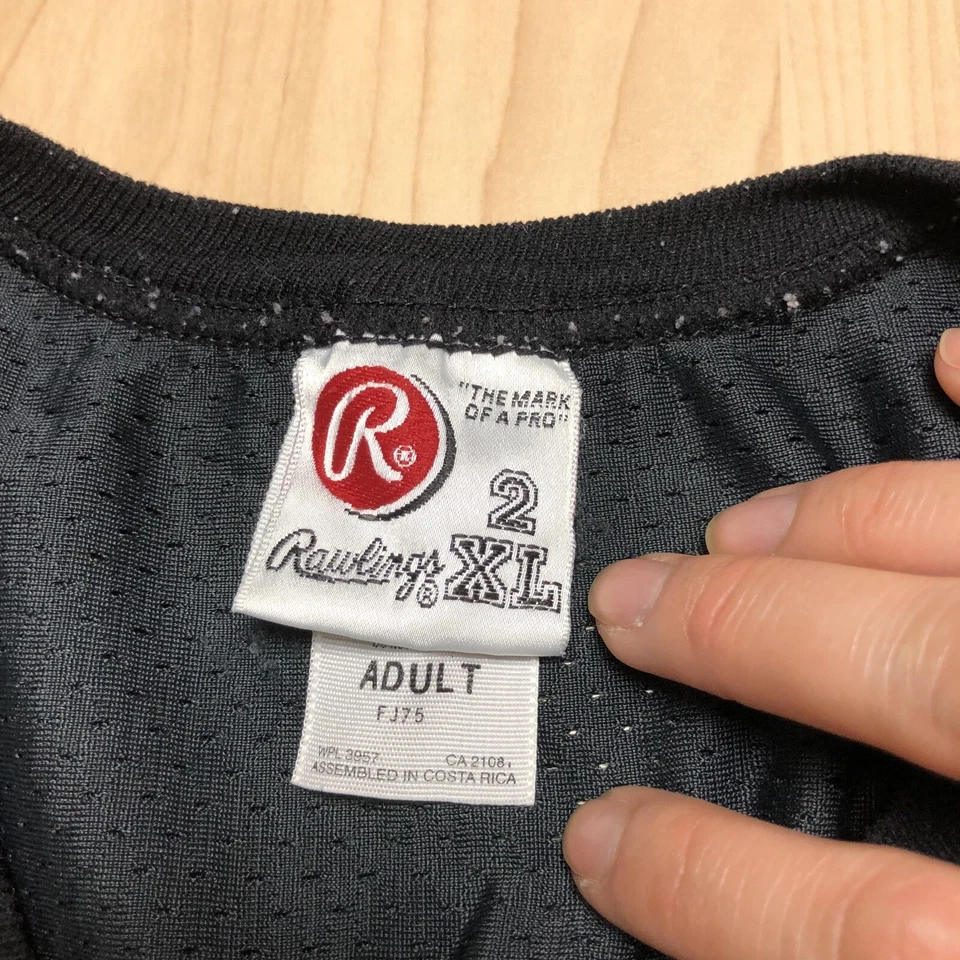 R®
"THE MARK
OF A PRO"
2
XL
Rawlings®
ADULT
FJ75
WPL 3957 CA 2108
ASSEMBLED IN COSTA RICA